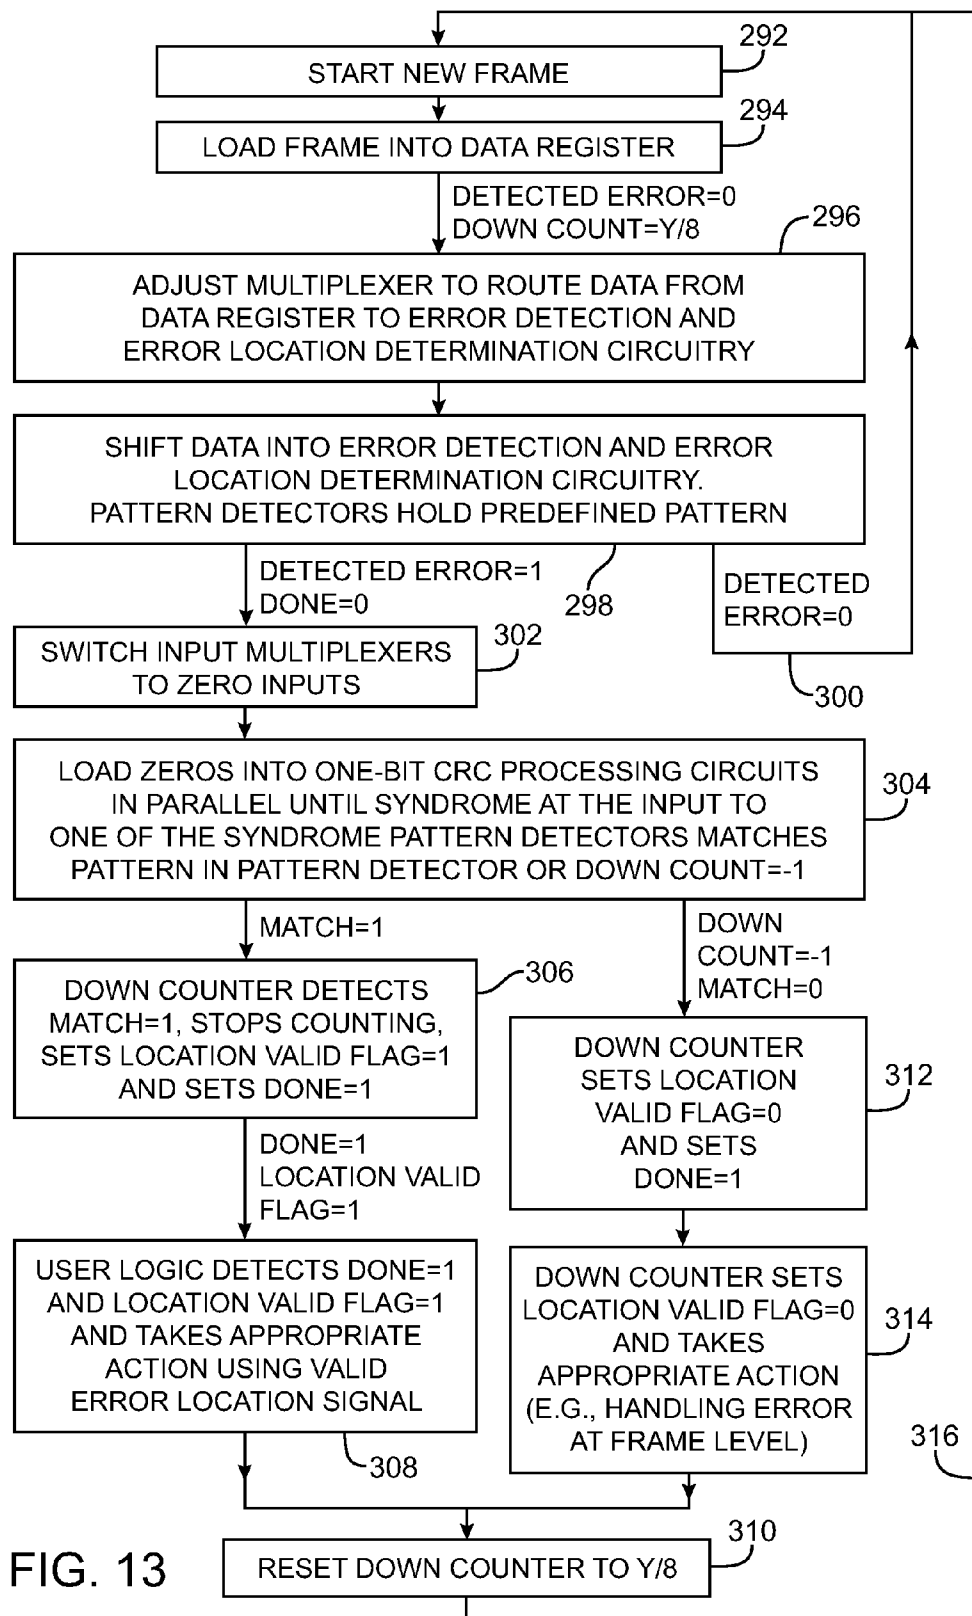 292
START NEW FRAME
294
LOAD FRAME INTO DATA REGISTER
DETECTED ERROR=0
DOWN COUNT=Y/8
296
ADJUST MULTIPLEXER TO ROUTE DATA FROM
DATA REGISTER TO ERROR DETECTION AND
ERROR LOCATION DETERMINATION CIRCUITRY
SHIFT DATA INTO ERROR DETECTION AND ERROR
LOCATION DETERMINATION CIRCUITRY.
PATTERN DETECTORS HOLD PREDEFINED PATTERN
DETECTED ERROR=1
DONE=0
298
DETECTED
ERROR=0
300
302
SWITCH INPUT MULTIPLEXERS
TO ZERO INPUTS
304
LOAD ZEROS INTO ONE-BIT CRC PROCESSING CIRCUITS
IN PARALLEL UNTIL SYNDROME AT THE INPUT TO
ONE OF THE SYNDROME PATTERN DETECTORS MATCHES
PATTERN IN PATTERN DETECTOR OR DOWN COUNT=-1
MATCH=1
306
DOWN COUNTER DETECTS
MATCH=1, STOPS COUNTING,
SETS LOCATION VALID FLAG=1
AND SETS DONE=1
DONE=1
LOCATION VALID
FLAG=1
USER LOGIC DETECTS DONE=1
AND LOCATION VALID FLAG=1
AND TAKES APPROPRIATE
ACTION USING VALID
ERROR LOCATION SIGNAL
308
DOWN
COUNT=-1
MATCH=0
312
DOWN COUNTER
SETS LOCATION
VALID FLAG=0
AND SETS
DONE=1
314
DOWN COUNTER SETS
LOCATION VALID FLAG=0
AND TAKES
APPROPRIATE ACTION
(E.G., HANDLING ERROR
AT FRAME LEVEL)
316
310
RESET DOWN COUNTER TO Y/8
FIG. 13